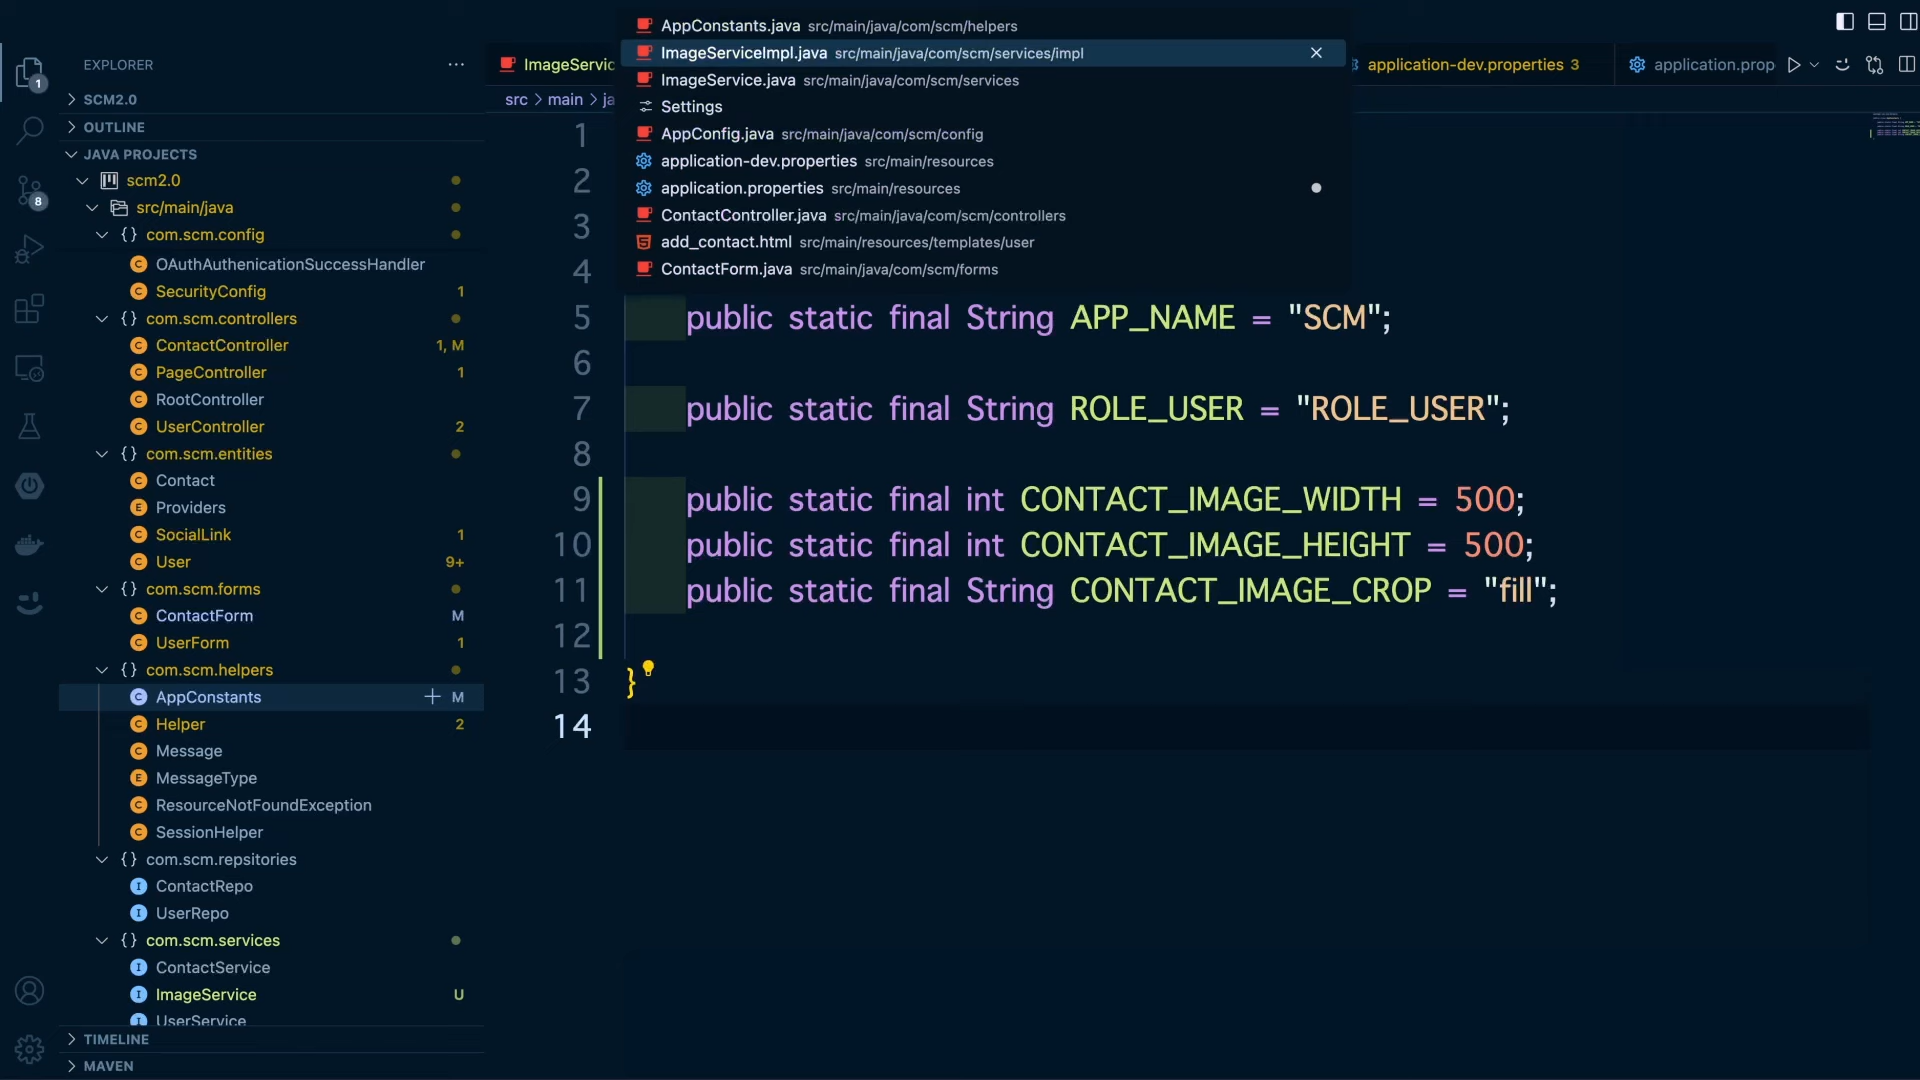 AppConstants.java src/main/java/com/scm/helpers
ImageServiceImpl.java src/main/java/com/scm/services/impl
ImageService.java src/main/java/com/scm/services
Settings
AppConfig.java src/main/java/com/scm/config
application-dev.properties src/main/resources
application.properties src/main/resources
ContactController.java src/main/java/com/scm/controllers
add_contact.html src/main/resources/templates/user
ContactForm.java src/main/java/com/scm/forms
1
EXPLORER
ImageServic
application-dev.properties 3
application.prop
src > main > ja
SCM2.0
OUTLINE
JAVA PROJECTS
scm2.0
src/main/java
8
{} com.scm.config
OAuthAuthenicationSuccessHandler
SecurityConfig 1
{} com.scm.controllers
ContactController 1, M
PageController 1
RootController
UserController 2
{} com.scm.entities
Contact
Providers
SocialLink 1
User 9+
{} com.scm.forms
ContactForm M
UserForm 1
{} com.scm.helpers
AppConstants M
Helper 2
Message
MessageType
ResourceNotFoundException
SessionHelper
{} com.scm.repsitories
ContactRepo
UserRepo
{} com.scm.services
ContactService
ImageService U
UserService
TIMELINE
MAVEN
1
2
3
4
5 public static final String APP_NAME = "SCM";
6
7 public static final String ROLE_USER = "ROLE_USER";
8
9 public static final int CONTACT_IMAGE_WIDTH = 500;
10 public static final int CONTACT_IMAGE_HEIGHT = 500;
11 public static final String CONTACT_IMAGE_CROP = "fill";
12
13 }
14